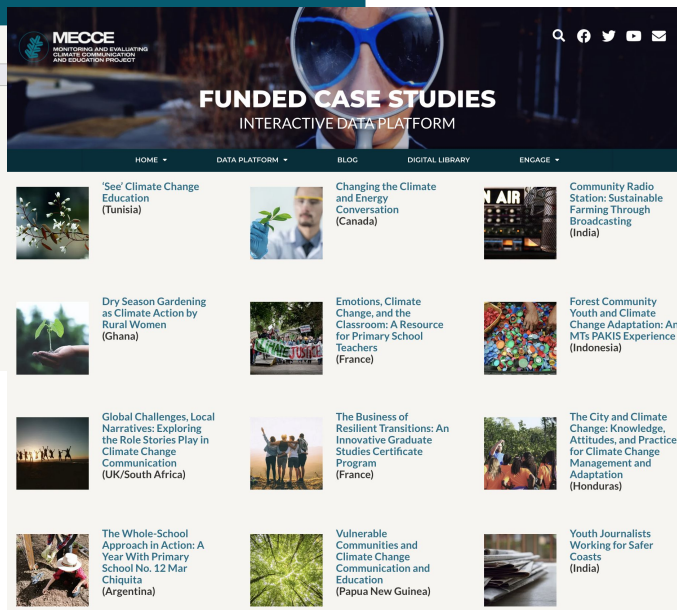 MECCE
MONITORING AND EVALUATING
CLIMATE COMMUNICATION
AND EDUCATION PROJECT
FUNDED CASE STUDIES
INTERACTIVE DATA PLATFORM
HOME
DATA PLATFORM
BLOG
DIGITAL LIBRARY
ENGAGE
'See' Climate Change
Education
(Tunisia)
Changing the Climate
and Energy
Conversation
(Canada)
N AIR
Community Radio
Station: Sustainable
Farming Through
Broadcasting
(India)
Dry Season Gardening
as Climate Action by
Rural Women
(Ghana)
CLIMATE JUSTICE
Emotions, Climate
Change, and the
Classroom: A Resource
for Primary School
Teachers
(France)
Forest Community
Youth and Climate
Change Adaptation: An
MTs PAKIS Experience
(Indonesia)
Global Challenges, Local
Narratives: Exploring
the Role Stories Play in
Climate Change
Communication
(UK/South Africa)
The Business of
Resilient Transitions: An
Innovative Graduate
Studies Certificate
Program
(France)
The City and Climate
Change: Knowledge,
Attitudes, and Practice
for Climate Change
Management and
Adaptation
(Honduras)
The Whole-School
Approach in Action: A
Year With Primary
School No. 12 Mar
Chiquita
(Argentina)
Vulnerable
Communities and
Climate Change
Communication and
Education
(Papua New Guinea)
Youth Journalists
Working for Safer
Coasts
(India)